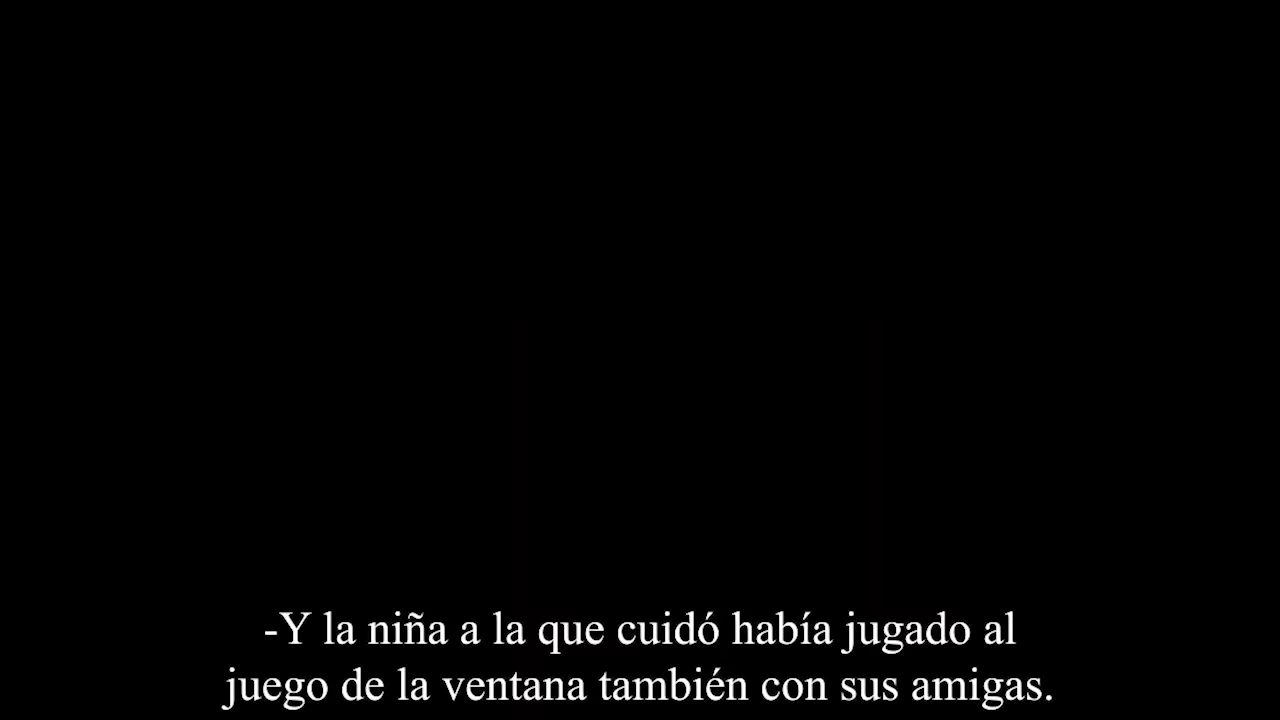 -Y la niña a la que cuidó había jugado al
juego de la ventana también con sus amigas.